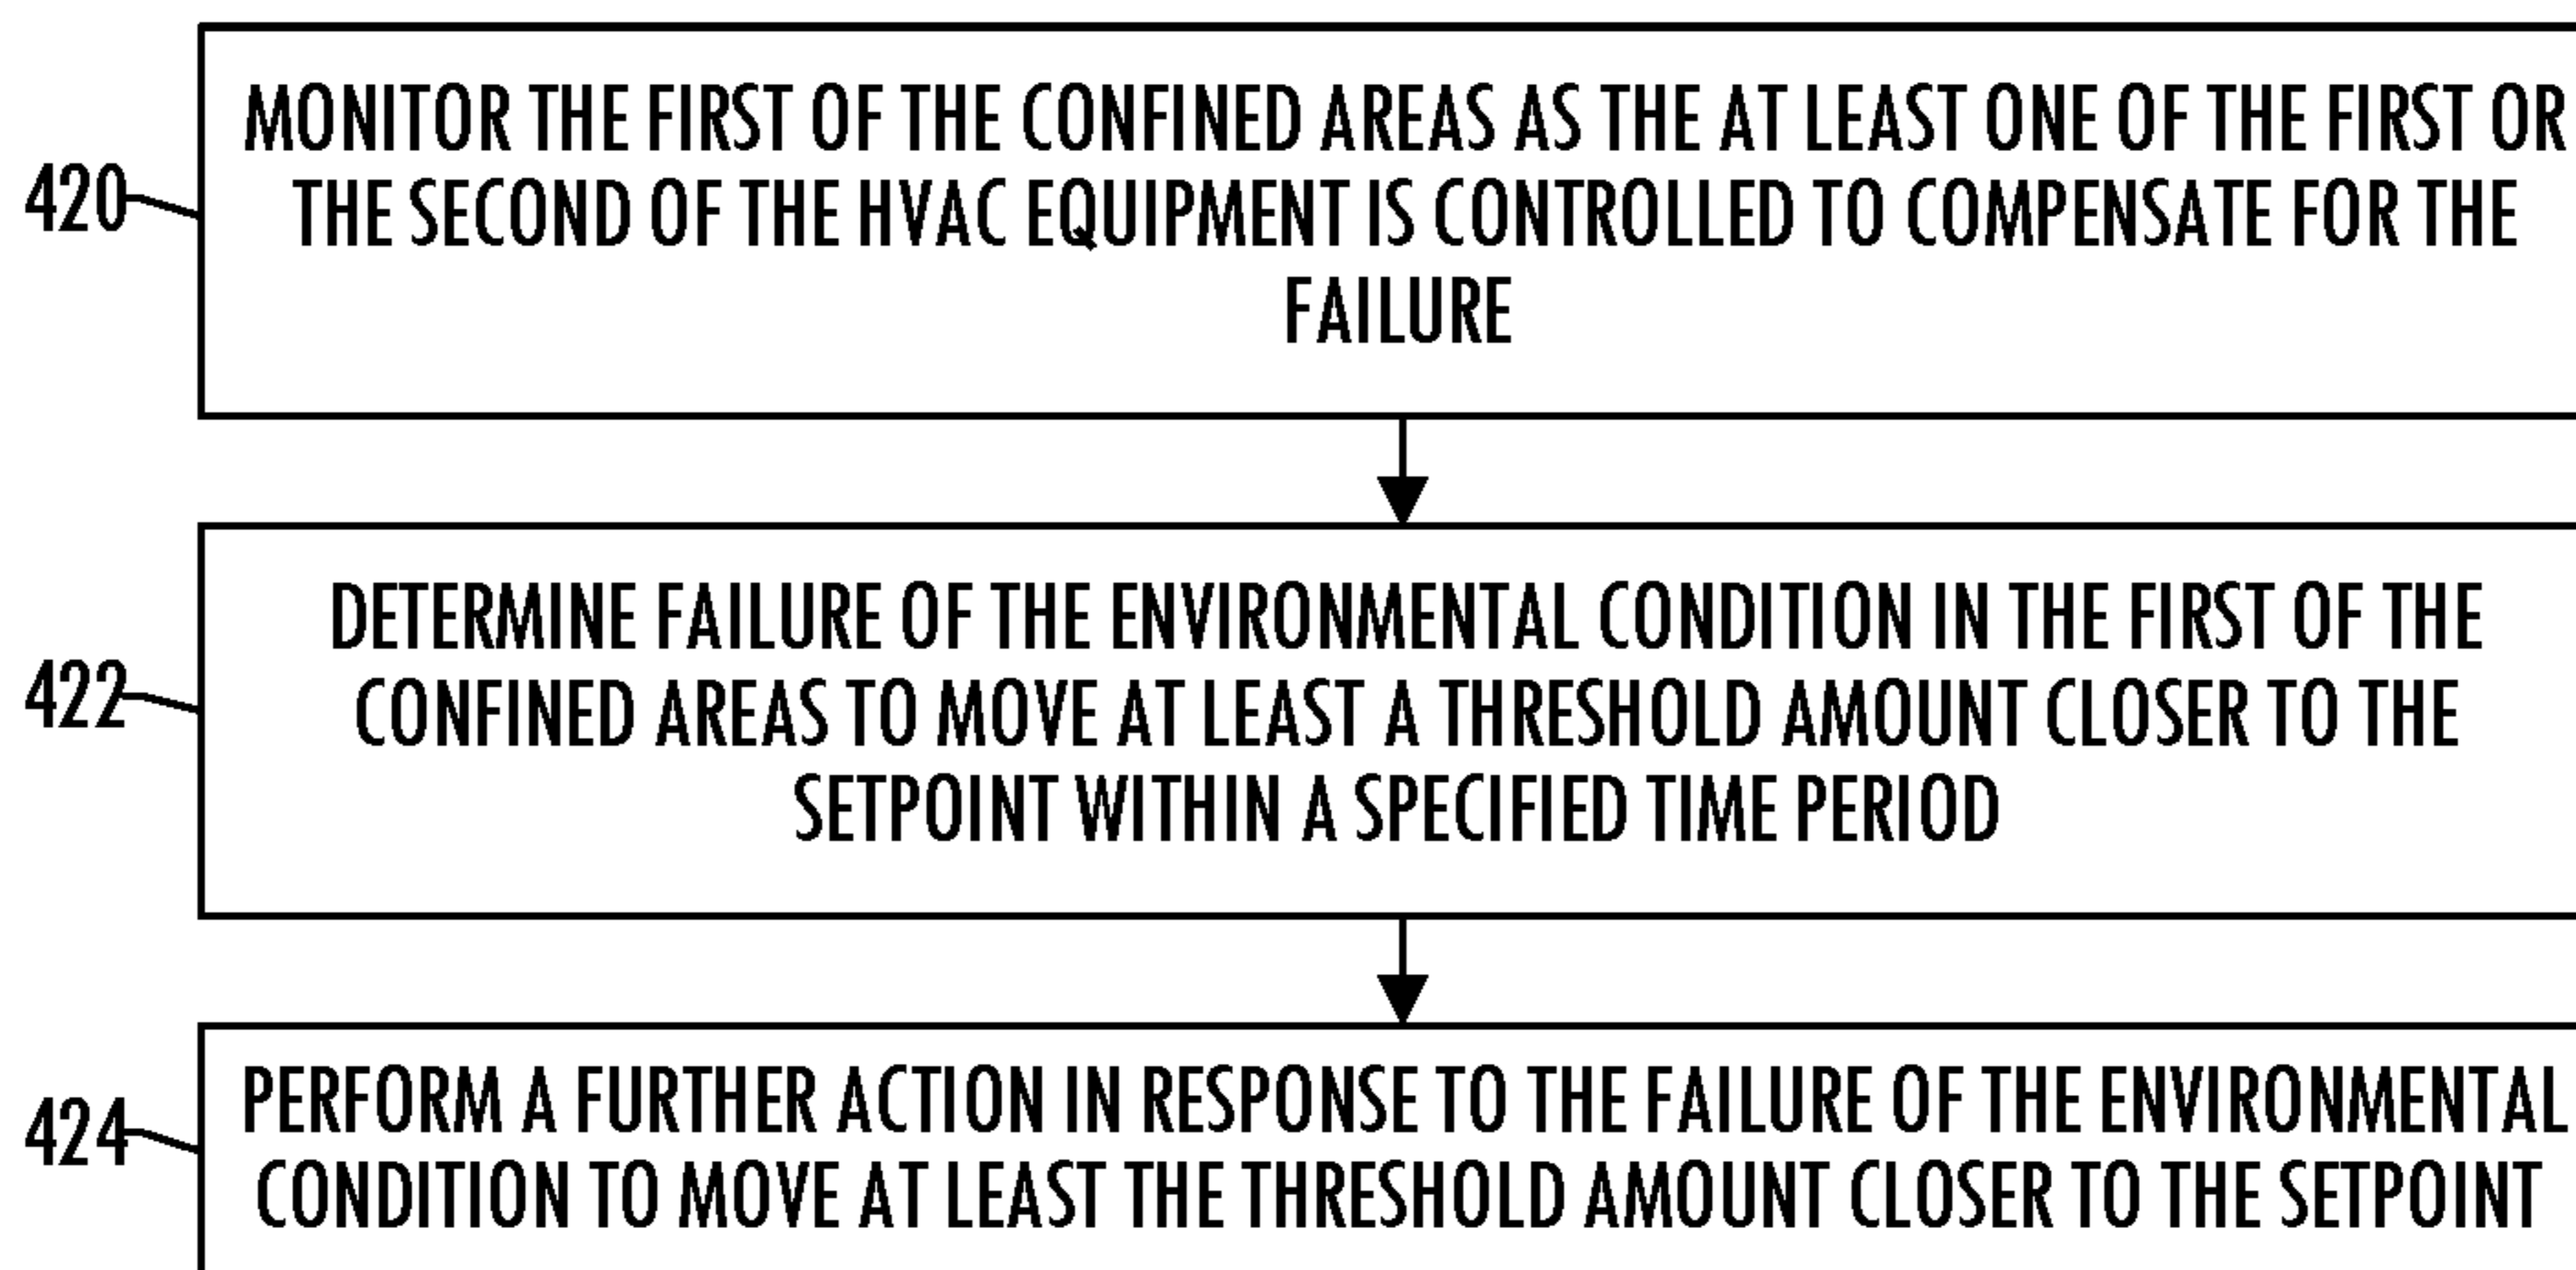 MONITOR THE FIRST OF THE CONFINED AREAS AS THE AT LEAST ONE OF THE FIRST OR
420
THE SECOND OF THE HVAC EQUIPMENT IS CONTROLLED TO COMPENSATE FOR THE
FAILURE
DETERMINE FAILURE OF THE ENVIRONMENTAL CONDITION IN THE FIRST OF THE
422
CONFINED AREAS TO MOVE AT LEAST A THRESHOLD AMOUNT CLOSER TO THE
SETPOINT WITHIN A SPECIFIED TIME PERIOD
PERFORM A FURTHER ACTION IN RESPONSE TO THE FAILURE OF THE ENVIRONMENTAL
424
CONDITION TO MOVE AT LEAST THE THRESHOLD AMOUNT CLOSER TO THE SETPOINT